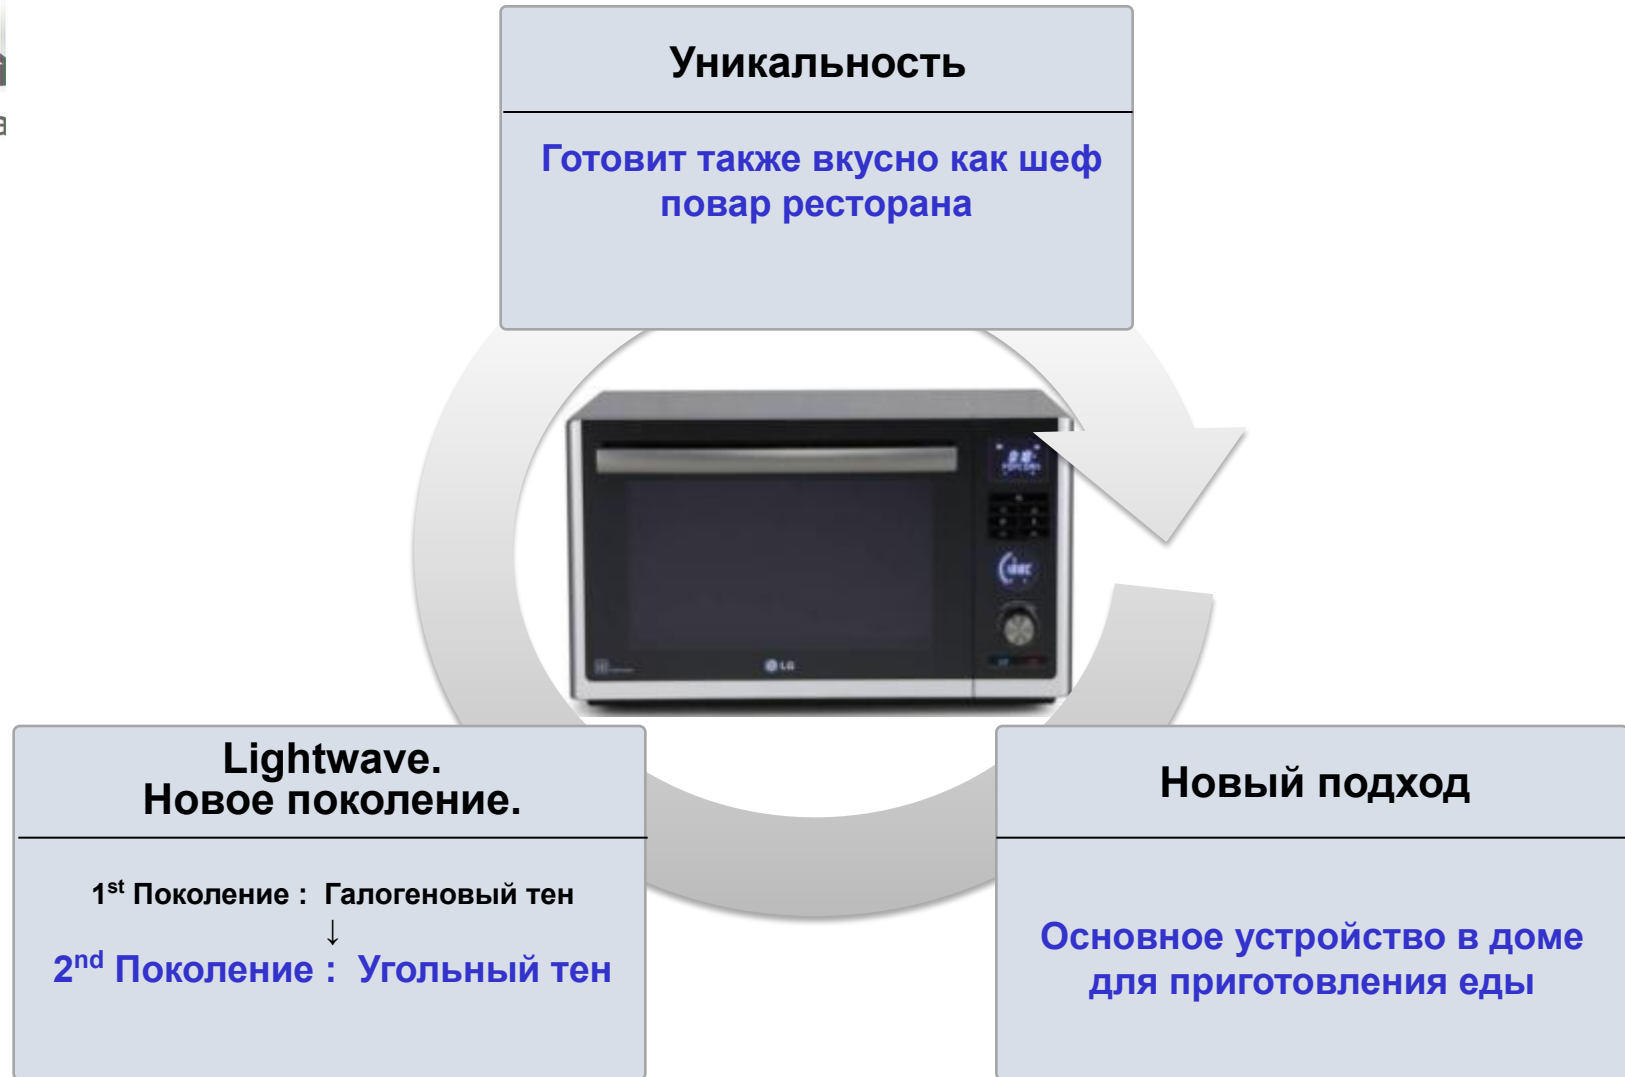 Уникальность
Готовит также вкусно как шеф
повар ресторана
LG
Lightwave.
Новое поколение.
1st Поколение : Галогеновый тен
↓
2nd Поколение : Угольный тен
Новый подход
Основное устройство в доме
для приготовления еды